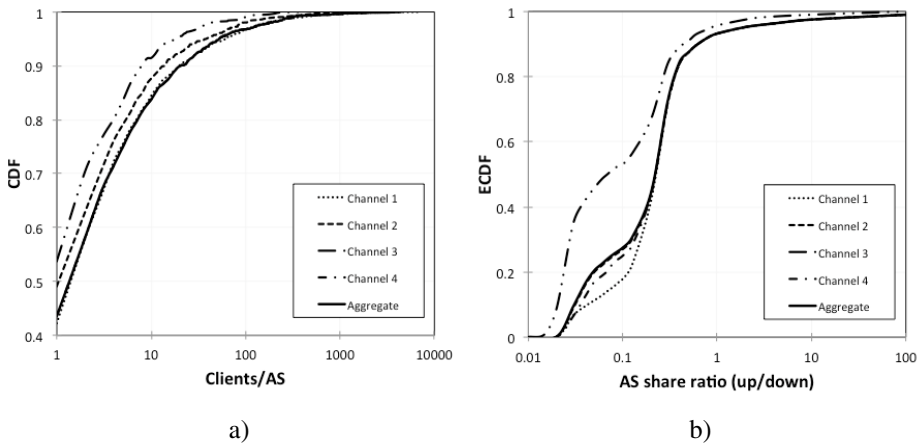 1
0.9
0.8
0.7
0.6
0.5
0.4
CDF
1
10
100
1000
10000
Clients/AS
Channel 1
Channel 2
Channel 3
Channel 4
Aggregate
a)
1
0.8
0.6
0.4
0.2
0
ECDF
0.01
0.1
1
10
100
AS share ratio (up/down)
Channel 1
Channel 2
Channel 3
Channel 4
Aggregate
b)